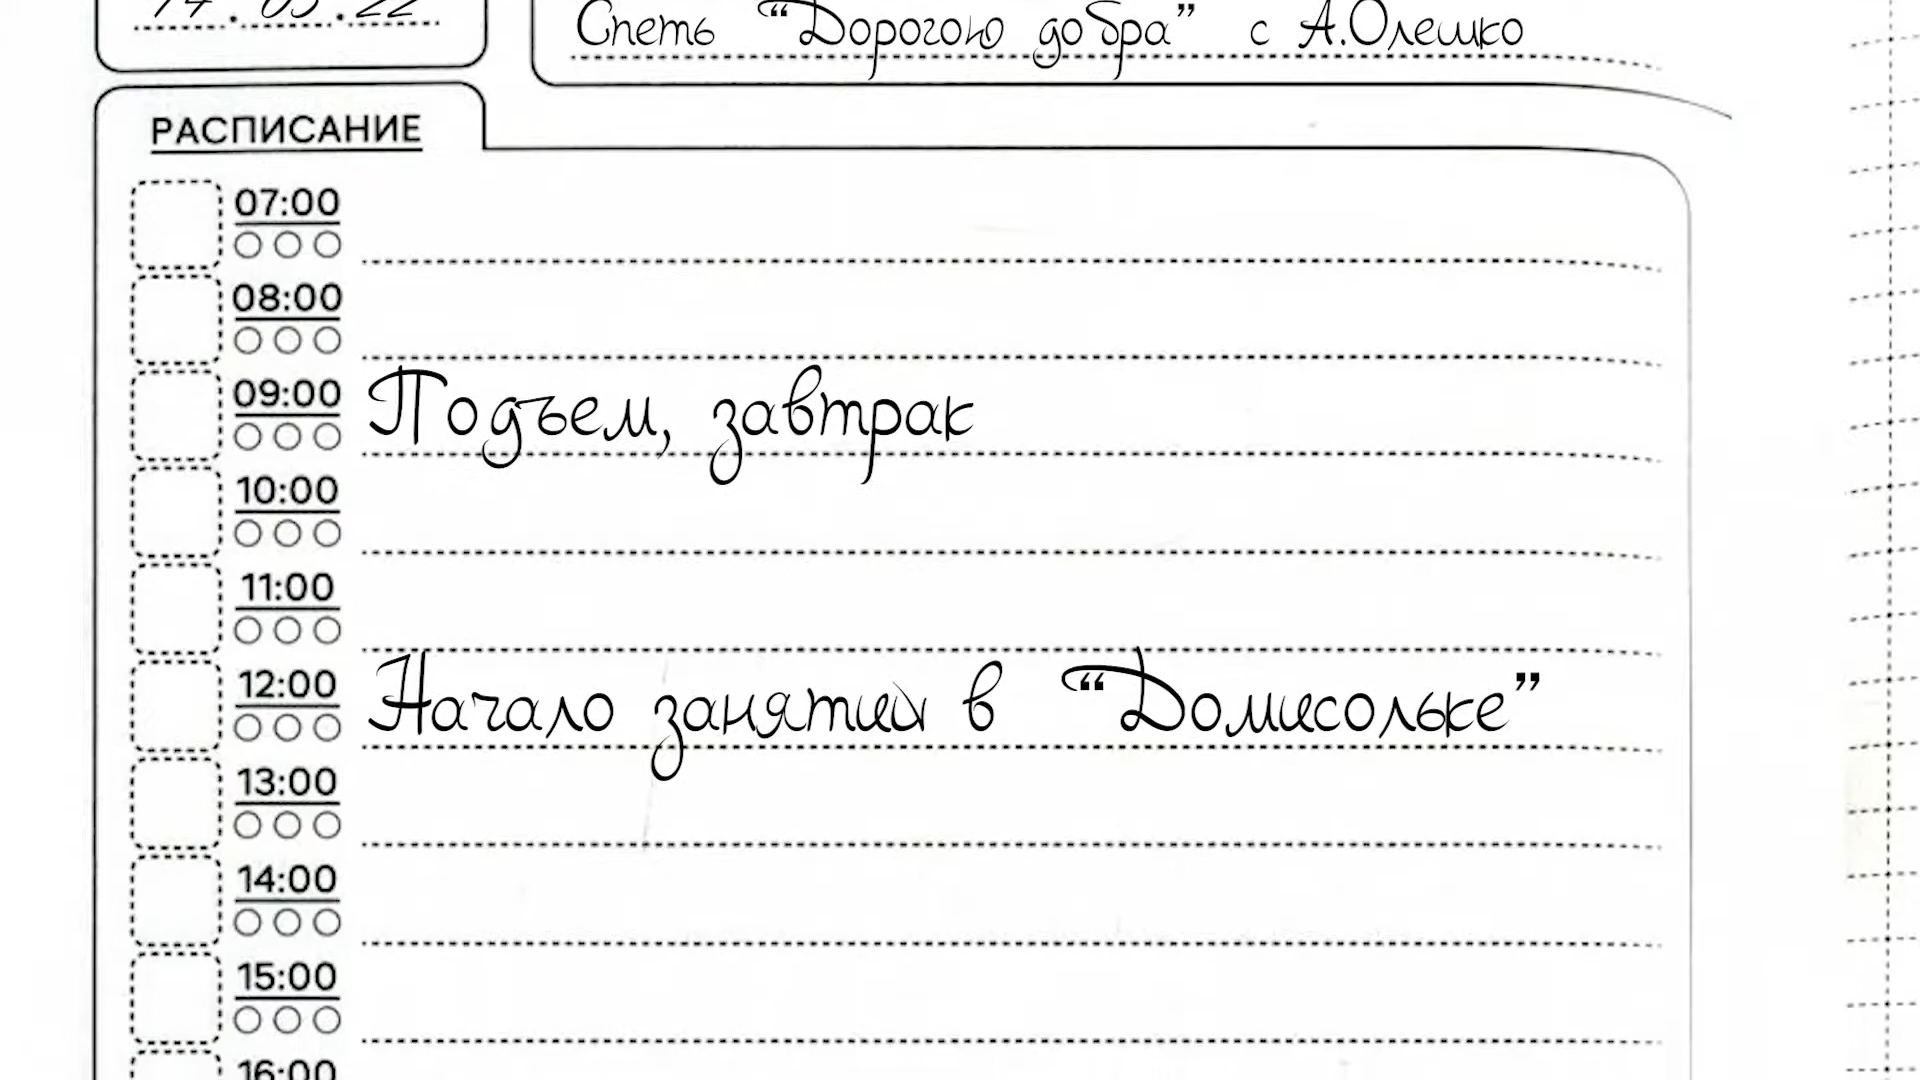 Спеть “Дорогою добра” с А.Олешко
РАСПИСАНИЕ
07:00
08:00
09:00 Подъем, завтрак
10:00
11:00
12:00 Начало занятий в “Домисольке”
13:00
14:00
15:00
16:00